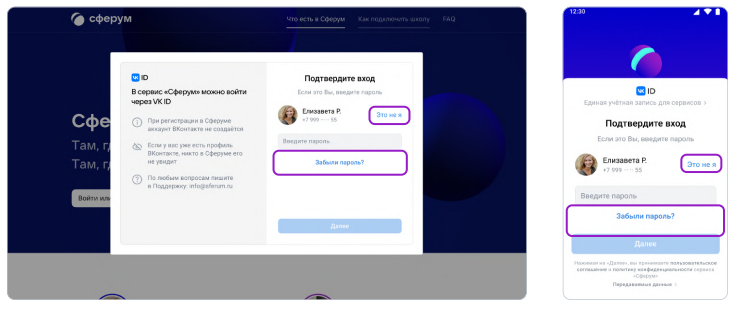 сферум
Что есть в Сферум
Как подключить школу
FAQ
Сфе
Там, г
Там, г
Войти или
VK ID
В сервис «Сферум» можно войти
через VK ID
При регистрации в Сферуме
аккаунт ВКонтакте не создаётся
Если у вас уже есть профиль
ВКонтакте, никто в Сферуме его
не увидит
По любым вопросам пишите
в Поддержку: info@sferum.ru
Подтвердите вход
Если это Вы, введите пароль
Елизавета Р.
+7 999 ··· ·· 55
Это не я
Введите пароль
Забыли пароль?
Далее
12:30
VK ID
Единая учётная запись для сервисов ›
Подтвердите вход
Если это Вы, введите пароль
Елизавета Р.
+7 999 ··· ·· 55
Это не я
Введите пароль
Забыли пароль?
Далее
Нажимая на «Далее», вы принимаете пользовательское
соглашение и политику конфиденциальности сервиса
«Сферум»
Передаваемые данные ›